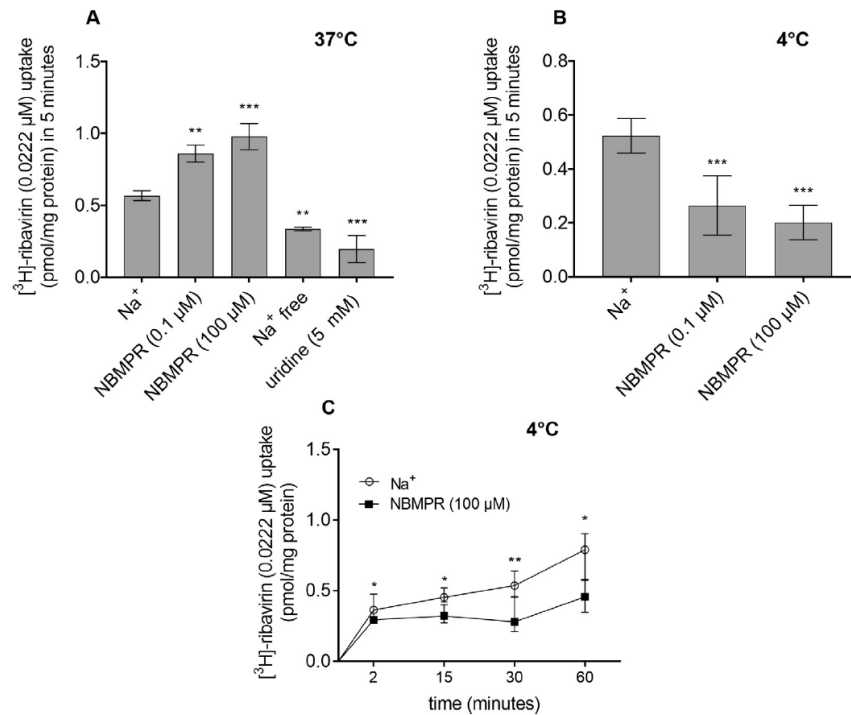 A
37°C
[³H]-ribavirin (0.0222 µM) uptake
(pmol/mg protein) in 5 minutes
1.5
1.0
0.5
0.0
**
***
**
***
Na⁺
NBMPR (0.1 µM)
NBMPR (100 µM)
Na⁺ free
uridine (5 mM)
B
4°C
[³H]-ribavirin (0.0222 µM) uptake
(pmol/mg protein) in 5 minutes
0.8
0.6
0.4
0.2
0.0
***
***
Na⁺
NBMPR (0.1 µM)
NBMPR (100 µM)
C
4°C
[³H]-ribavirin (0.0222 µM) uptake
(pmol/mg protein)
1.5
1.0
0.5
0.0
Na⁺
NBMPR (100 µM)
*
*
**
*
2
15
30
60
time (minutes)